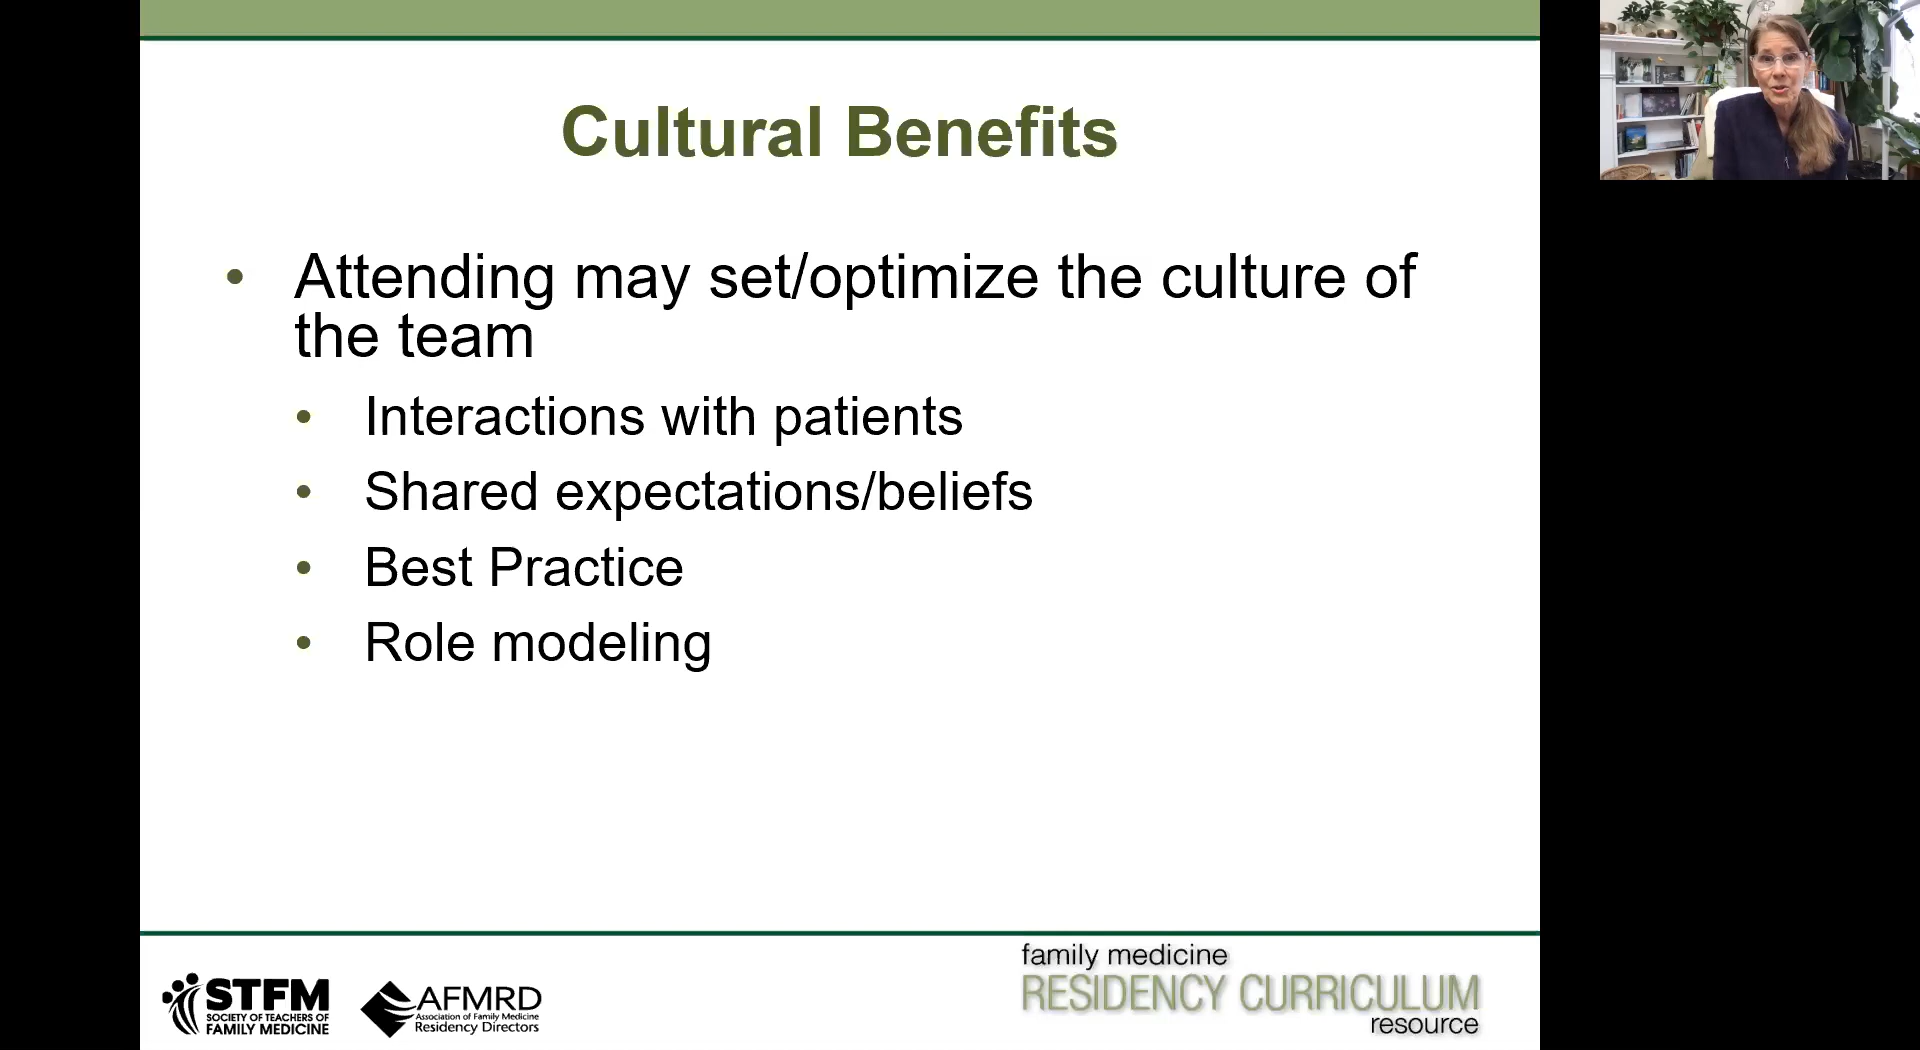 Cultural Benefits
• Attending may set/optimize the culture of
the team
• Interactions with patients
• Shared expectations/beliefs
• Best Practice
• Role modeling
STFM
SOCIETY OF TEACHERS OF
FAMILY MEDICINE
AFMRD
Association of Family Medicine
Residency Directors
family medicine
RESIDENCY CURRICULUM
resource